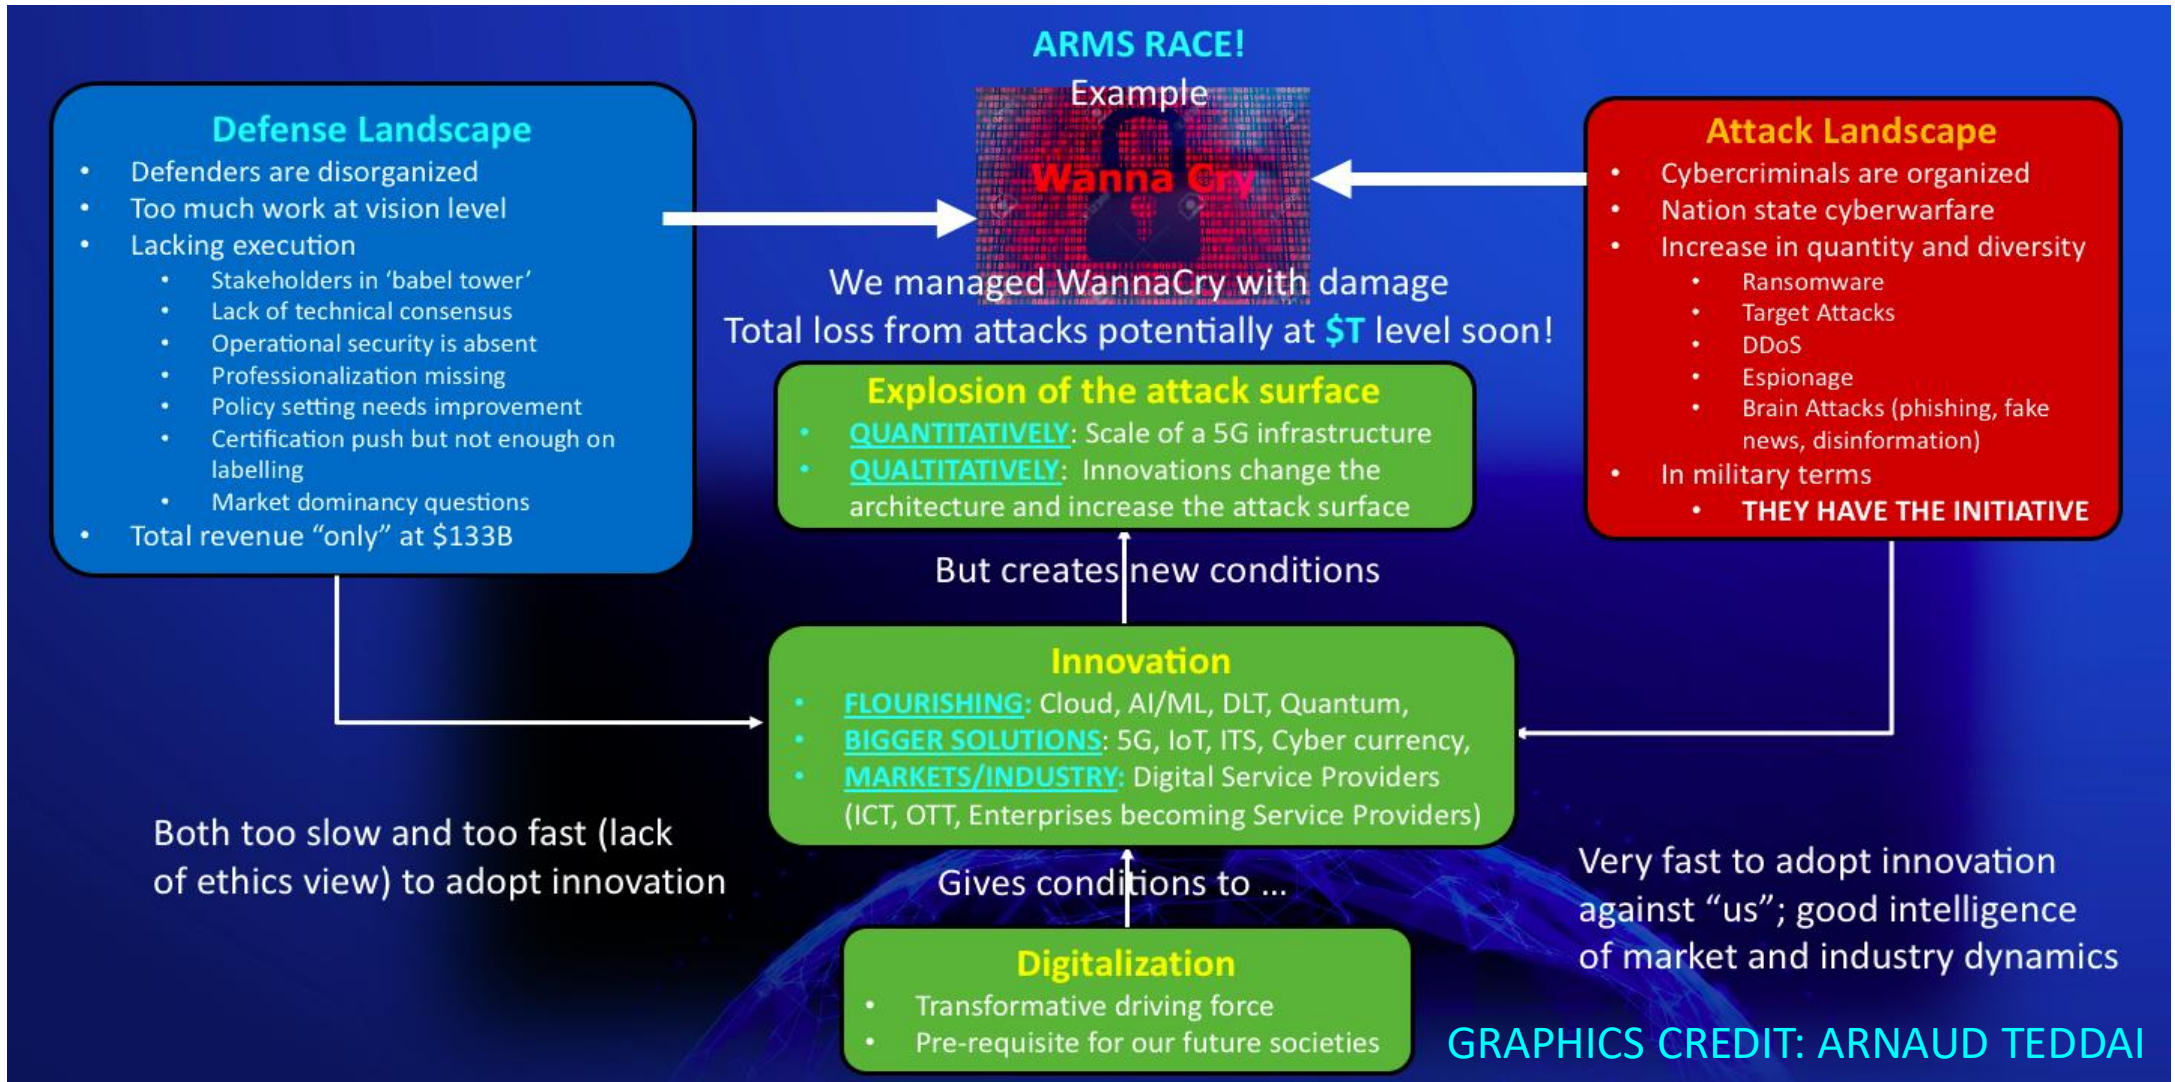 ARMS RACE!
Example
Wanna Cry
We managed WannaCry with damage
Total loss from attacks potentially at $T level soon!
Defense Landscape
• Defenders are disorganized
• Too much work at vision level
• Lacking execution
• Stakeholders in ‘babel tower’
• Lack of technical consensus
• Operational security is absent
• Professionalization missing
• Policy setting needs improvement
• Certification push but not enough on
labelling
• Market dominancy questions
• Total revenue “only” at $133B
Attack Landscape
• Cybercriminals are organized
• Nation state cyberwarfare
• Increase in quantity and diversity
• Ransomware
• Target Attacks
• DDoS
• Espionage
• Brain Attacks (phishing, fake
news, disinformation)
• In military terms
• THEY HAVE THE INITIATIVE
Explosion of the attack surface
• QUANTITATIVELY: Scale of a 5G infrastructure
• QUALTITATIVELY: Innovations change the
architecture and increase the attack surface
But creates new conditions
Innovation
• FLOURISHING: Cloud, AI/ML, DLT, Quantum,
• BIGGER SOLUTIONS: 5G, IoT, ITS, Cyber currency,
• MARKETS/INDUSTRY: Digital Service Providers
(ICT, OTT, Enterprises becoming Service Providers)
Both too slow and too fast (lack
of ethics view) to adopt innovation
Gives conditions to ...
Very fast to adopt innovation
against “us”; good intelligence
of market and industry dynamics
Digitalization
• Transformative driving force
• Pre-requisite for our future societies
GRAPHICS CREDIT: ARNAUD TEDDAI